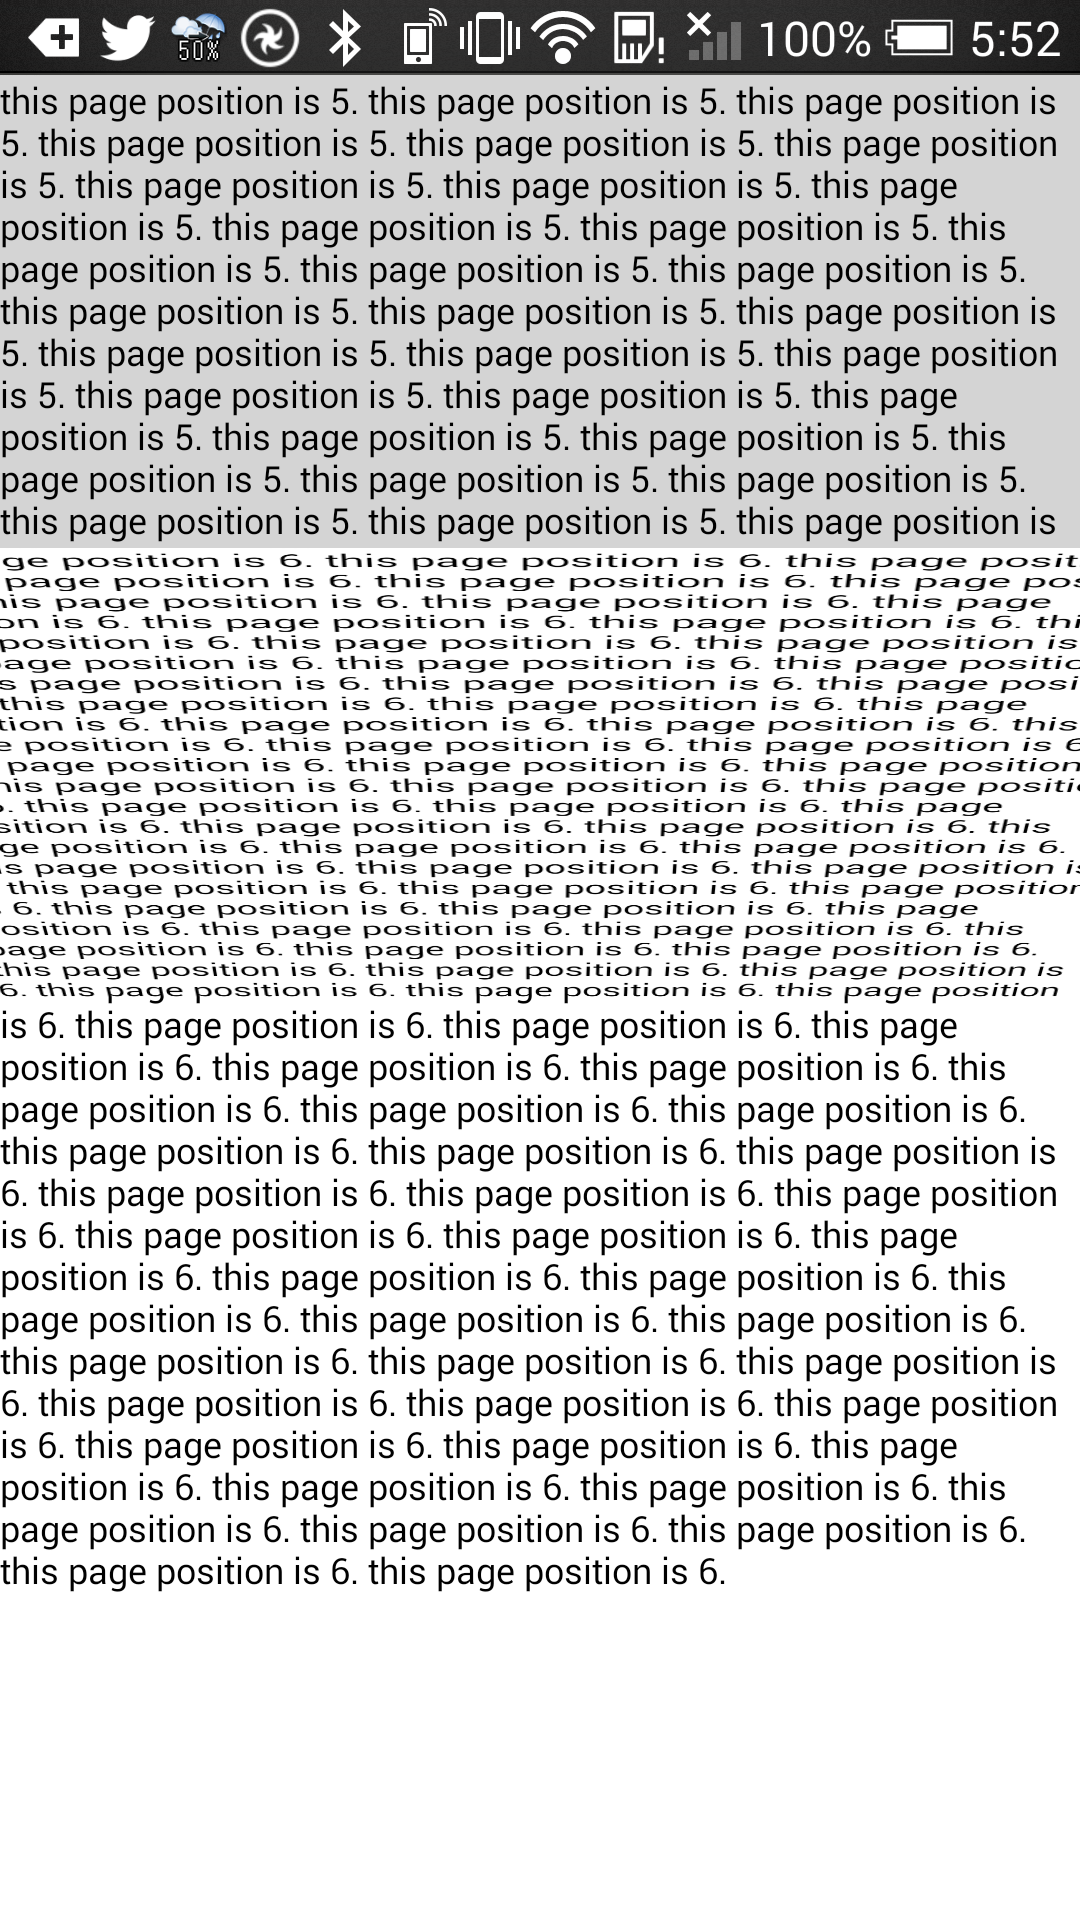 50%
100%
5:52
this page position is 5. this page position is 5. this page position is
5. this page position is 5. this page position is 5. this page position
is 5. this page position is 5. this page position is 5. this page
position is 5. this page position is 5. this page position is 5. this
page position is 5. this page position is 5. this page position is 5.
this page position is 5. this page position is 5. this page position is
5. this page position is 5. this page position is 5. this page position
is 5. this page position is 5. this page position is 5. this page
position is 5. this page position is 5. this page position is 5. this
page position is 5. this page position is 5. this page position is 5.
this page position is 5. this page position is 5. this page position is
ge position is 6. this page position is 6. this page posit
page position is 6. this page position is 6. this page pos
his page position is 6. this page position is 6. this page
on is 6. this page position is 6. this page position is 6. thi
position is 6. this page position is 6. this page position is
age position is 6. this page position is 6. this page positio
s page position is 6. this page position is 6. this page posi
this page position is 6. this page position is 6. this page
tion is 6. this page position is 6. this page position is 6. this
e position is 6. this page position is 6. this page position is 6
page position is 6. this page position is 6. this page position
his page position is 6. this page position is 6. this page positi
. this page position is 6. this page position is 6. this page
sition is 6. this page position is 6. this page position is 6. this
ge position is 6. this page position is 6. this page position is 6.
is page position is 6. this page position is 6. this page position is
this page position is 6. this page position is 6. this page position
6. this page position is 6. this page position is 6. this page
osition is 6. this page position is 6. this page position is 6. this
page position is 6. this page position is 6. this page position is 6.
this page position is 6. this page position is 6. this page position is
6. this page position is 6. this page position is 6. this page position
is 6. this page position is 6. this page position is 6. this page
position is 6. this page position is 6. this page position is 6. this
page position is 6. this page position is 6. this page position is 6.
this page position is 6. this page position is 6. this page position is
6. this page position is 6. this page position is 6. this page position
is 6. this page position is 6. this page position is 6. this page
position is 6. this page position is 6. this page position is 6. this
page position is 6. this page position is 6. this page position is 6.
this page position is 6. this page position is 6. this page position is
6. this page position is 6. this page position is 6. this page position
is 6. this page position is 6. this page position is 6. this page
position is 6. this page position is 6. this page position is 6. this
page position is 6. this page position is 6. this page position is 6.
this page position is 6. this page position is 6.